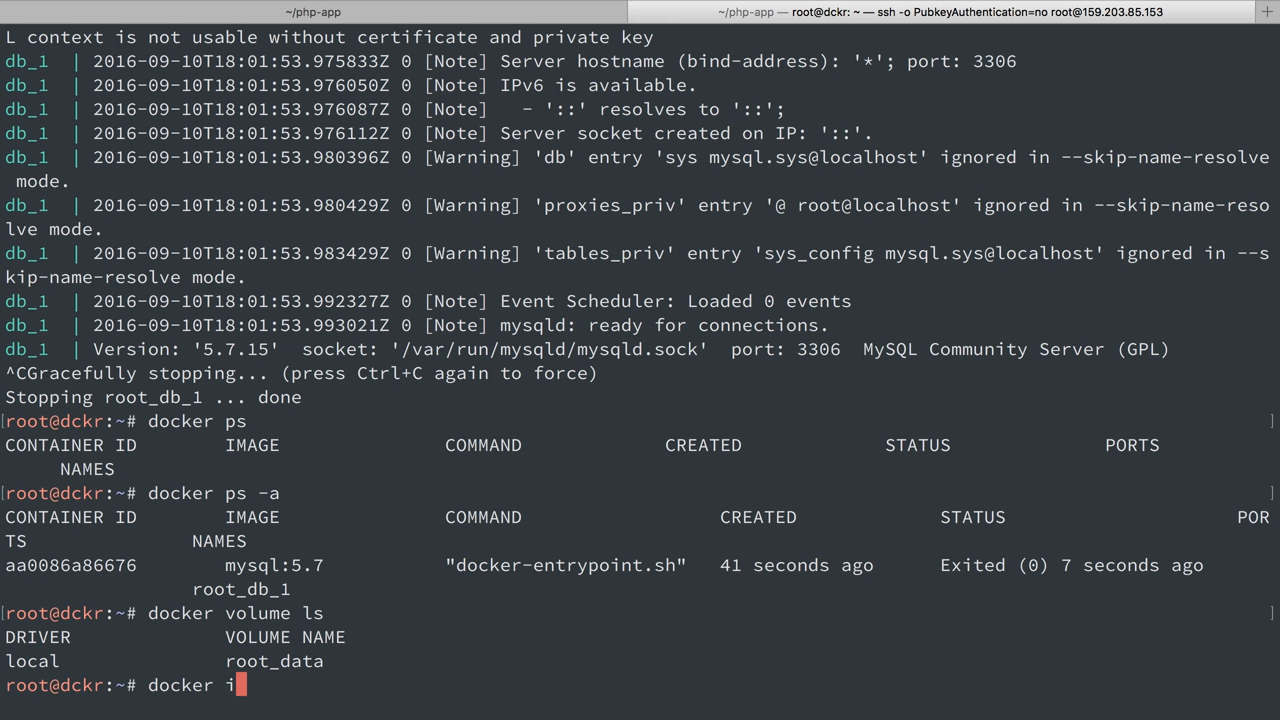 ~/php-app
~/php-app — root@dckr: ~ — ssh -o PubkeyAuthentication=no root@159.203.85.153
L context is not usable without certificate and private key
db_1  | 2016-09-10T18:01:53.975833Z 0 [Note] Server hostname (bind-address): '*'; port: 3306
db_1  | 2016-09-10T18:01:53.976050Z 0 [Note] IPv6 is available.
db_1  | 2016-09-10T18:01:53.976087Z 0 [Note]   - '::' resolves to '::';
db_1  | 2016-09-10T18:01:53.976112Z 0 [Note] Server socket created on IP: '::'.
db_1  | 2016-09-10T18:01:53.980396Z 0 [Warning] 'db' entry 'sys mysql.sys@localhost' ignored in --skip-name-resolve
 mode.
db_1  | 2016-09-10T18:01:53.980429Z 0 [Warning] 'proxies_priv' entry '@ root@localhost' ignored in --skip-name-reso
lve mode.
db_1  | 2016-09-10T18:01:53.983429Z 0 [Warning] 'tables_priv' entry 'sys_config mysql.sys@localhost' ignored in --s
kip-name-resolve mode.
db_1  | 2016-09-10T18:01:53.992327Z 0 [Note] Event Scheduler: Loaded 0 events
db_1  | 2016-09-10T18:01:53.993021Z 0 [Note] mysqld: ready for connections.
db_1  | Version: '5.7.15'  socket: '/var/run/mysqld/mysqld.sock'  port: 3306  MySQL Community Server (GPL)
^CGracefully stopping... (press Ctrl+C again to force)
Stopping root_db_1 ... done
[root@dckr:~# docker ps ]
CONTAINER ID        IMAGE               COMMAND             CREATED             STATUS              PORTS
     NAMES
[root@dckr:~# docker ps -a ]
CONTAINER ID        IMAGE               COMMAND                  CREATED             STATUS                     POR
TS               NAMES
aa0086a86676        mysql:5.7           "docker-entrypoint.sh"   41 seconds ago      Exited (0) 7 seconds ago
                 root_db_1
[root@dckr:~# docker volume ls ]
DRIVER              VOLUME NAME
local               root_data
root@dckr:~# docker i